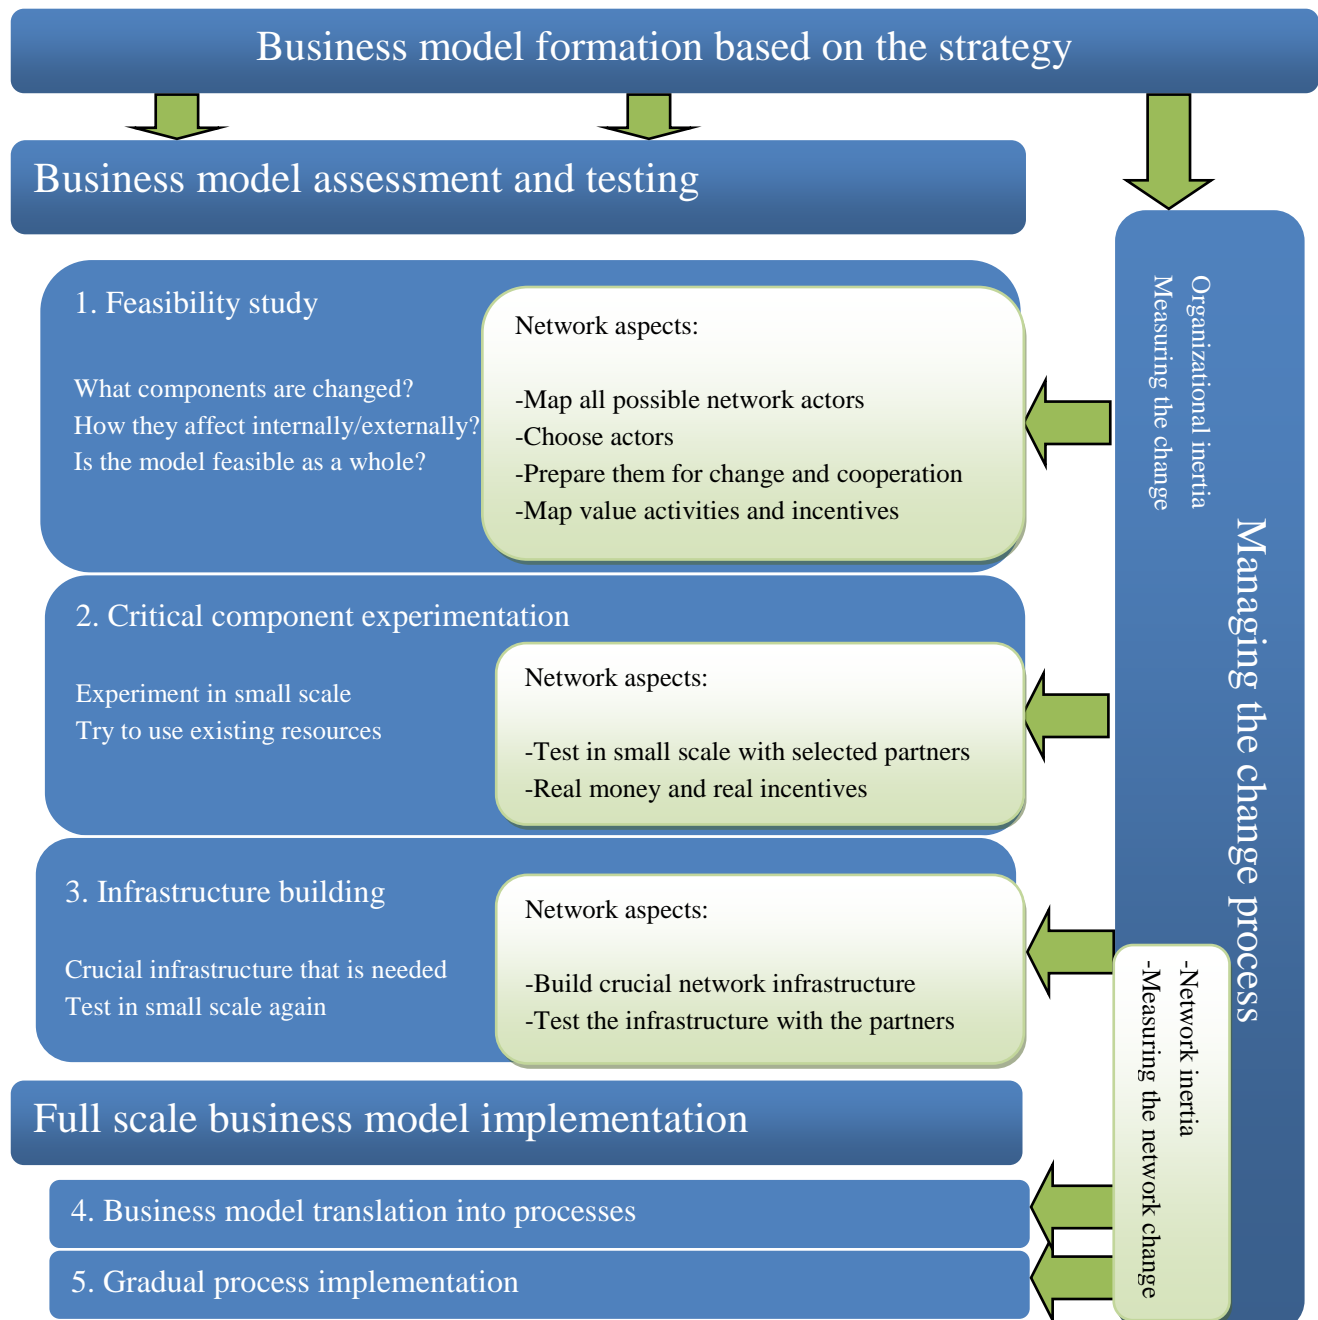 Business model formation based on the strategy
Business model assessment and testing
1. Feasibility study
What components are changed?
How they affect internally/externally?
Is the model feasible as a whole?
Network aspects:
-Map all possible network actors
-Choose actors
-Prepare them for change and cooperation
-Map value activities and incentives
2. Critical component experimentation
Experiment in small scale
Try to use existing resources
Network aspects:
-Test in small scale with selected partners
-Real money and real incentives
3. Infrastructure building
Crucial infrastructure that is needed
Test in small scale again
Network aspects:
-Build crucial network infrastructure
-Test the infrastructure with the partners
Full scale business model implementation
4. Business model translation into processes
5. Gradual process implementation
Managing the change process
Organizational inertia
Measuring the change
-Network inertia
-Measuring the network change